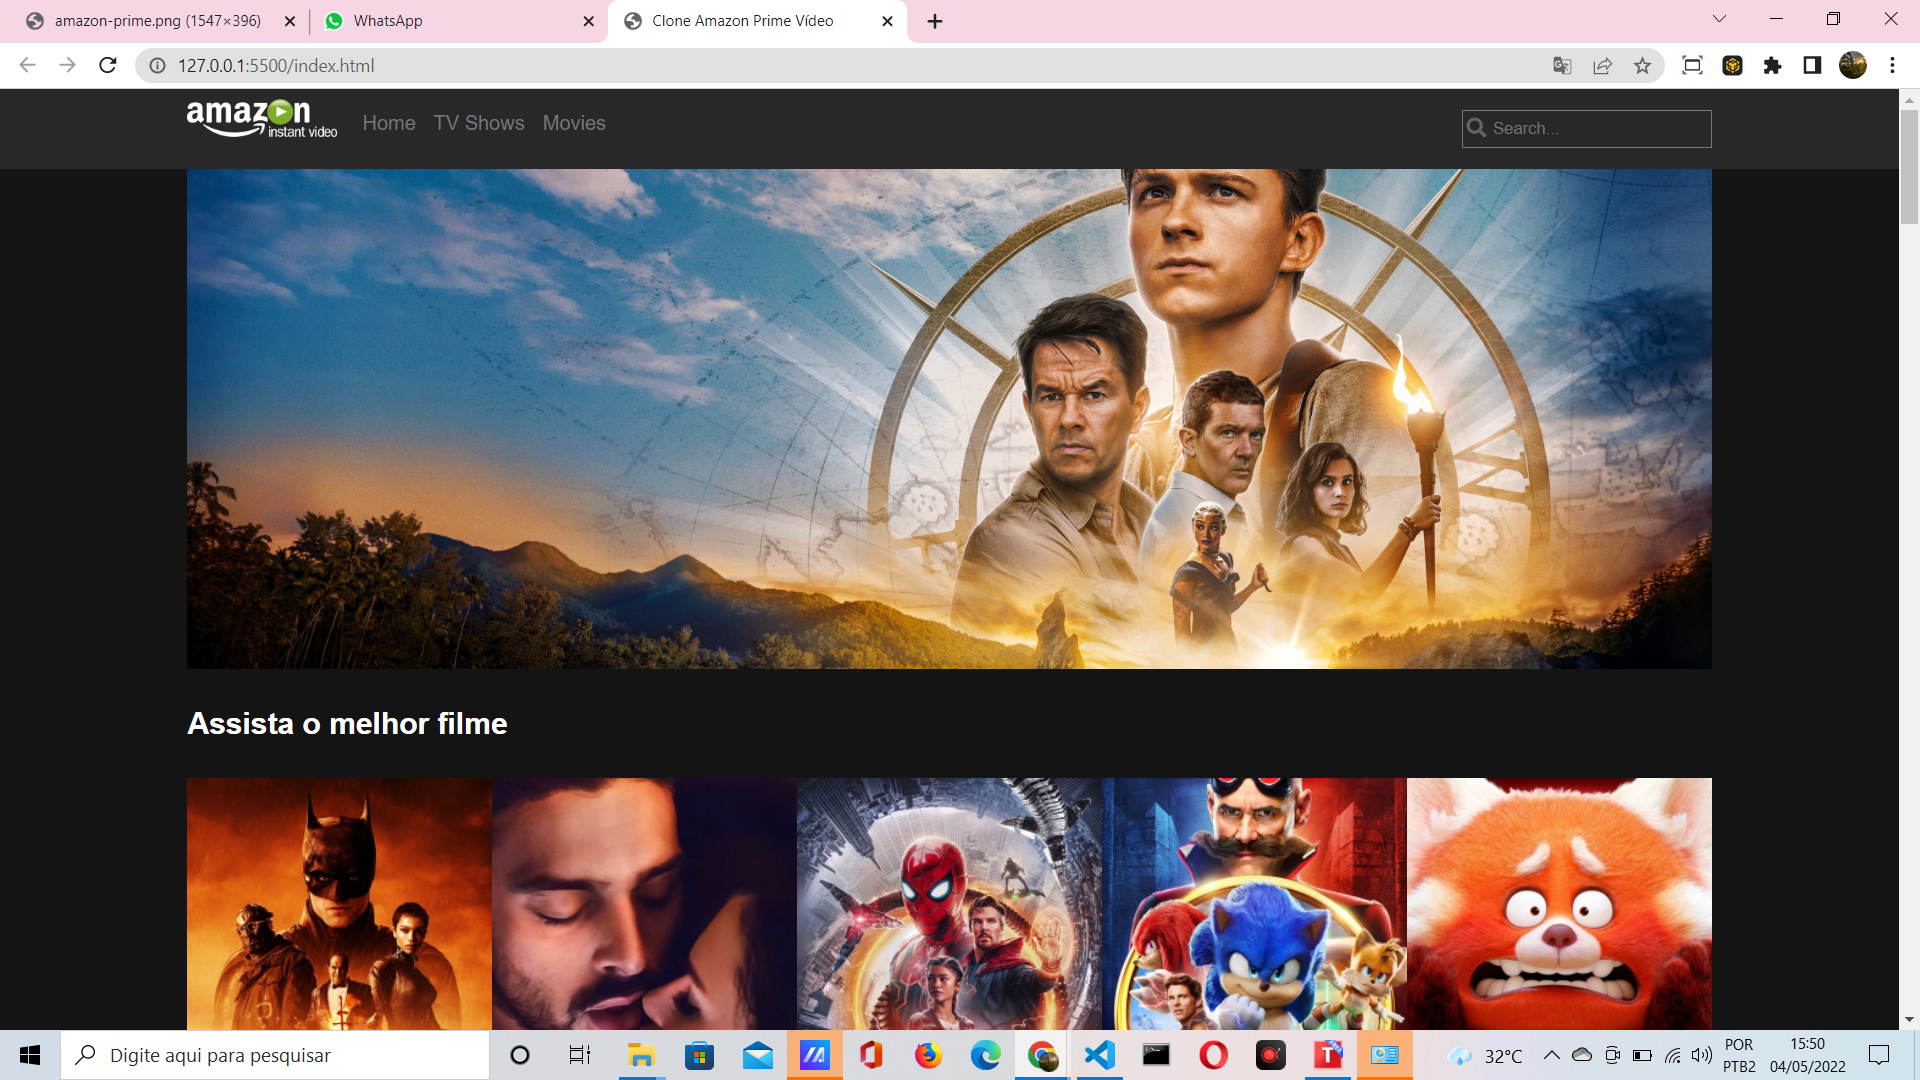 amazon-prime.png (1547×396)
WhatsApp
Clone Amazon Prime Vídeo
127.0.0.1:5500/index.html
amazon
instant video
Home
TV Shows
Movies
Search...
Assista o melhor filme
Digite aqui para pesquisar
32°C
POR
PTB2
15:50
04/05/2022